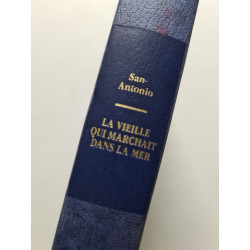 San-
Antonio
LA VIEILLE
QUI MARCHAIT
DANS LA MER